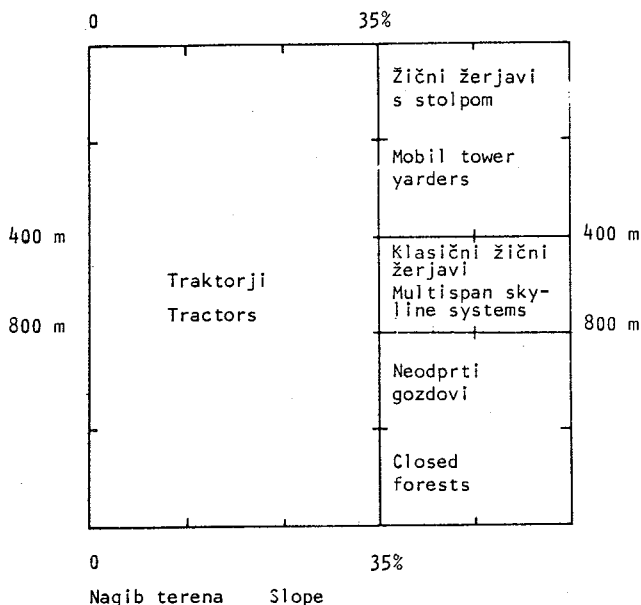 0 35%
Žični žerjavi
s stolpom
Mobil tower
yarders
400 m 400 m
Klasični žični
žerjavi
Multispan sky-
line systems
Traktorji
Tractors
800 m 800 m
Neodprti
gozdovi
Closed
forests
0 35%
Nagib terena Slope